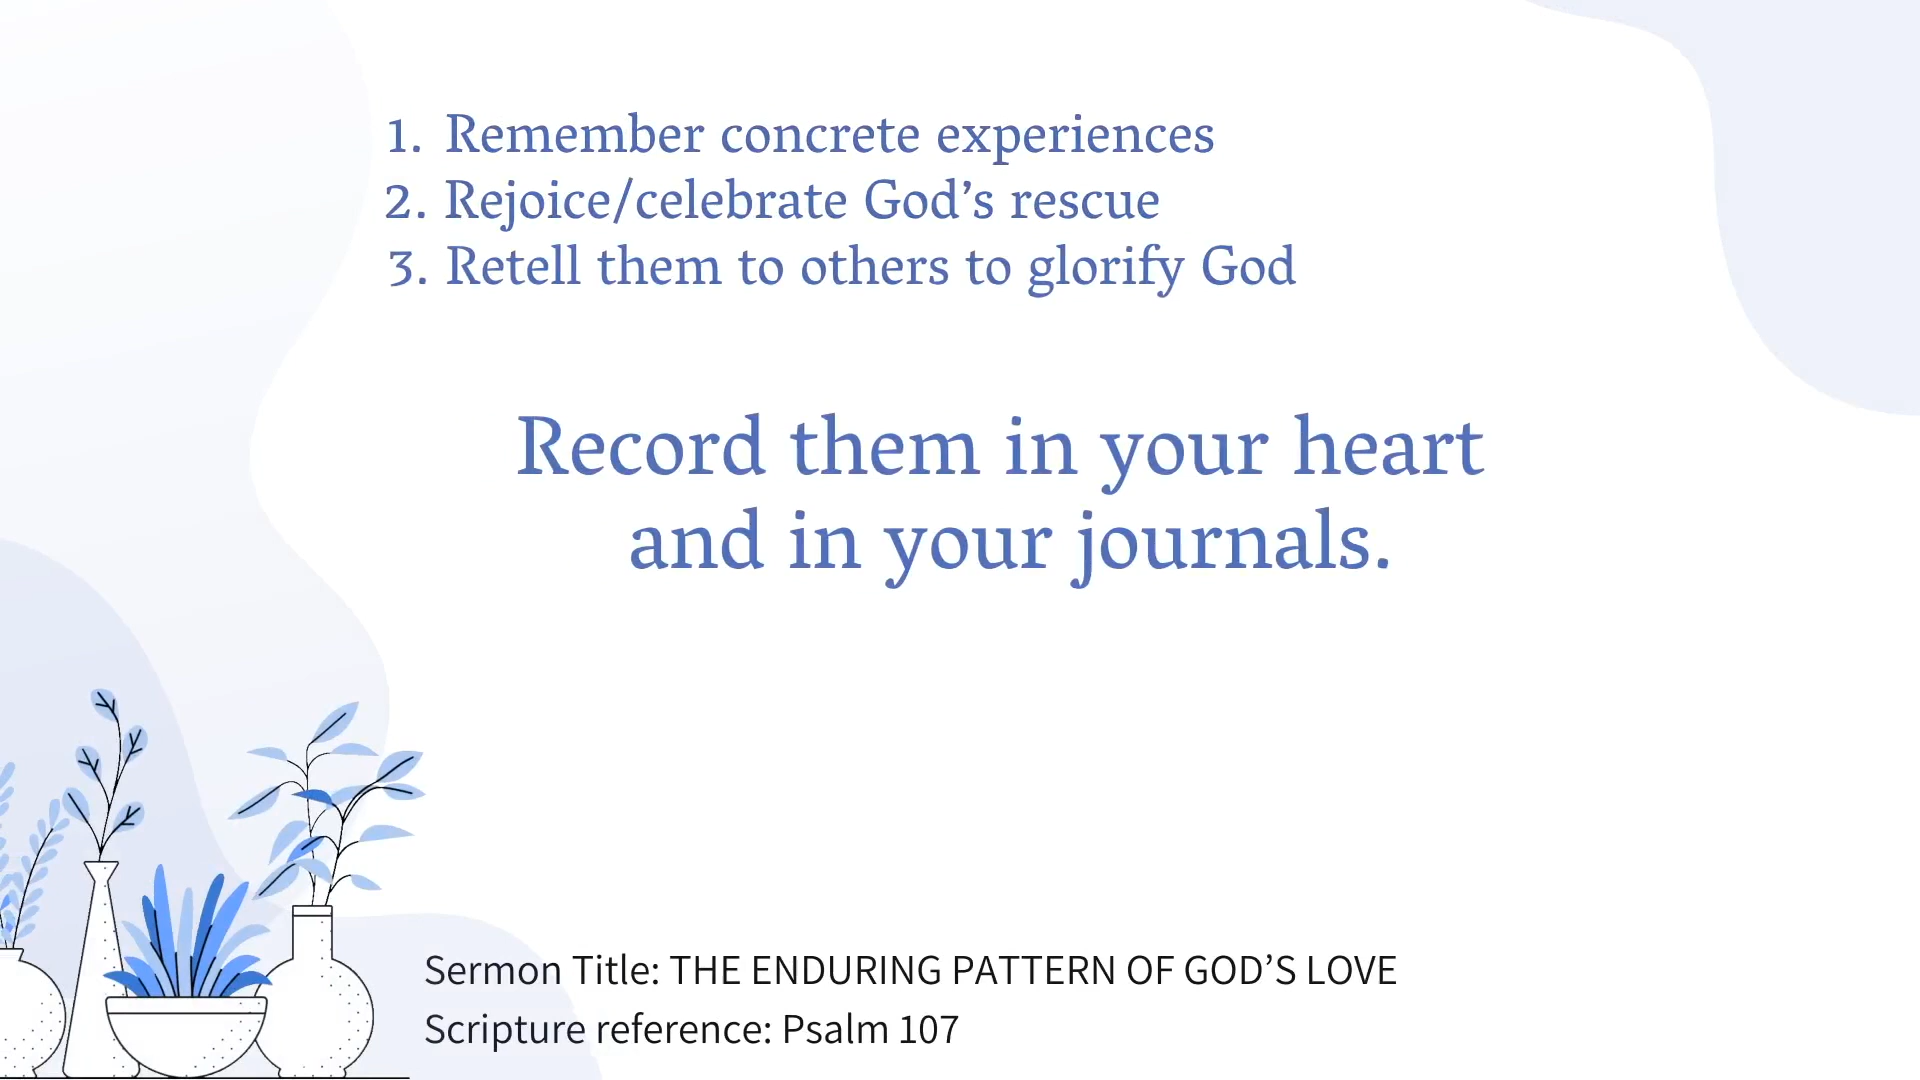 1. Remember concrete experiences
2. Rejoice/celebrate God’s rescue
3. Retell them to others to glorify God
Record them in your heart
and in your journals.
Sermon Title: THE ENDURING PATTERN OF GOD’S LOVE
Scripture reference: Psalm 107